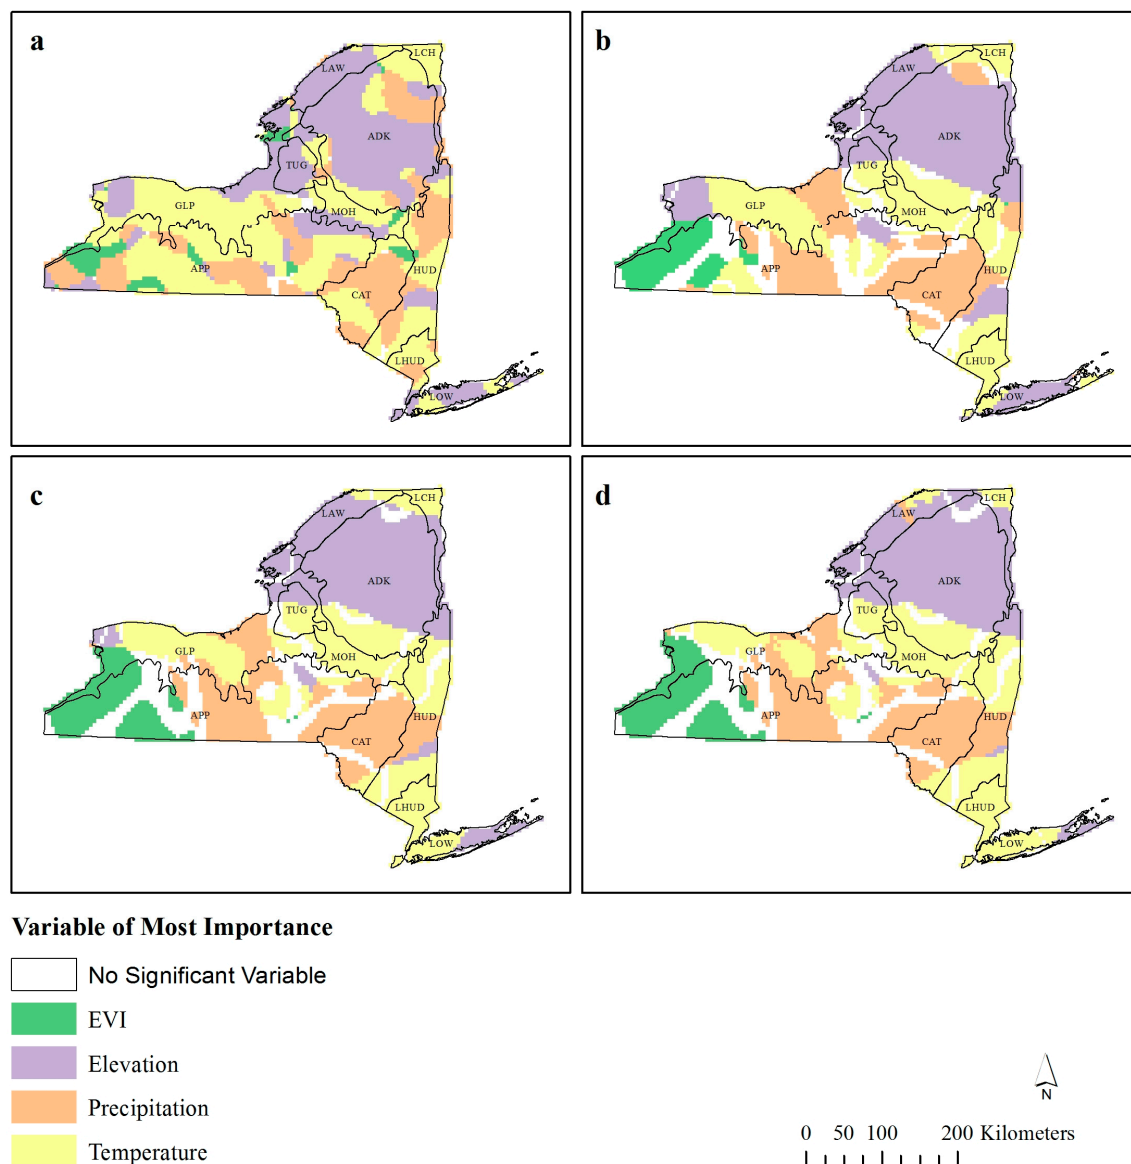 a
LCH
LAW
ADK
TUG
GLP
MOH
APP
HUD
CAT
LHUD
LOW
b
LCH
LAW
ADK
TUG
GLP
MOH
APP
HUD
CAT
LHUD
LOW
c
LCH
LAW
ADK
TUG
GLP
MOH
APP
HUD
CAT
LHUD
LOW
d
LCH
LAW
ADK
TUG
GLP
MOH
APP
HUD
CAT
LHUD
LOW
Variable of Most Importance
No Significant Variable
EVI
Elevation
Precipitation
Temperature
N
0 50 100 200 Kilometers